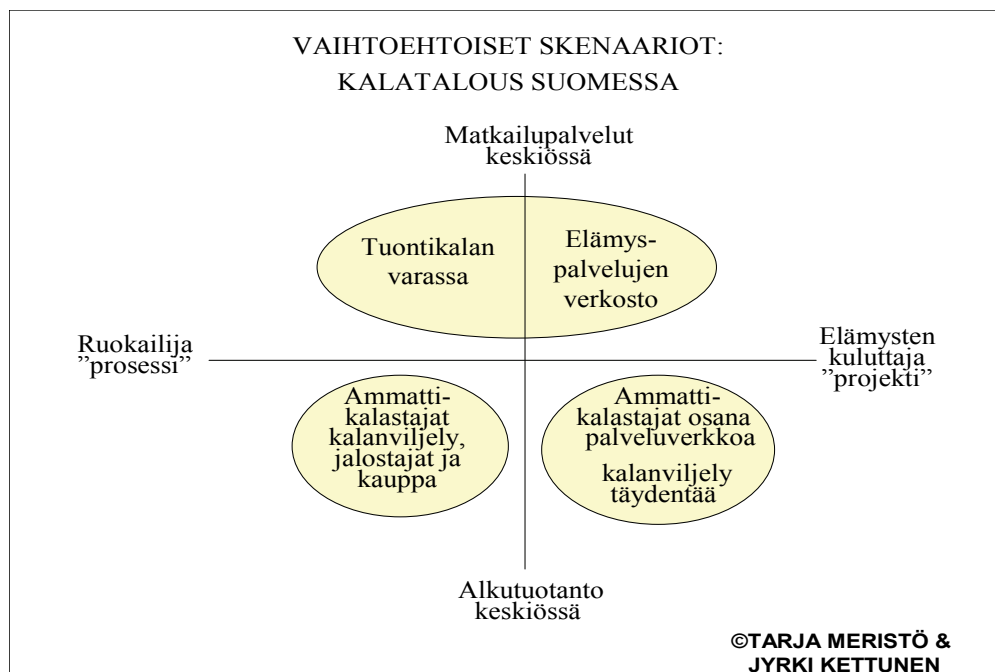 VAIHTOEHTOISET SKENAARIOT:
KALATALOUS SUOMESSA
Matkailupalvelut
keskiössä
Tuontikalan
varassa
Elämys-
palvelujen
verkosto
Ruokailija
”prosessi”
Elämysten
kuluttaja
”projekti”
Ammatti-
kalastajat
kalanviljely,
jalostajat ja
kauppa
Ammatti-
kalastajat osana
palveluverkkoa
kalanviljely
täydentää
Alkutuotanto
keskiössä
©TARJA MERISTÖ &
JYRKI KETTUNEN